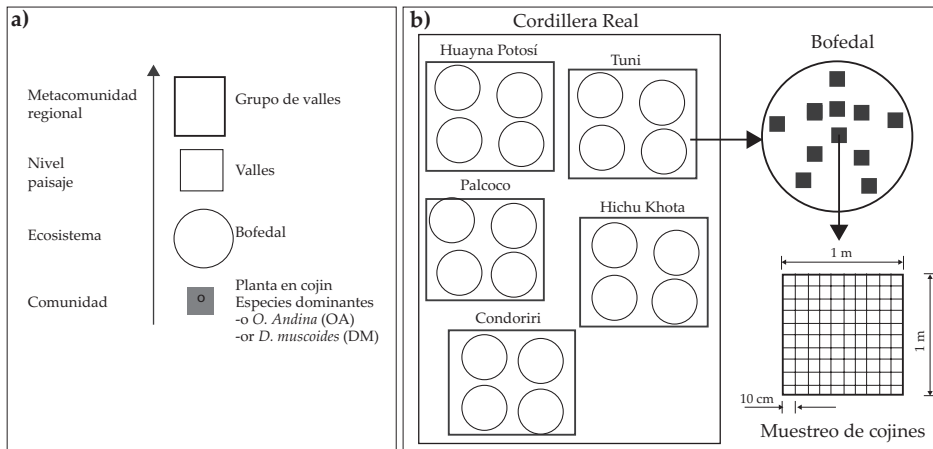 a)
Metacomunidad
regional
Grupo de valles
Nivel
paisaje
Valles
Ecosistema
Bofedal
Comunidad
o
Planta en cojin
Especies dominantes
-o O. Andina (OA)
-or D. muscoides (DM)
b)
Cordillera Real
Huayna Potosí
Tuni
Palcoco
Hichu Khota
Condoriri
Bofedal
1 m
1 m
10 cm
Muestreo de cojines